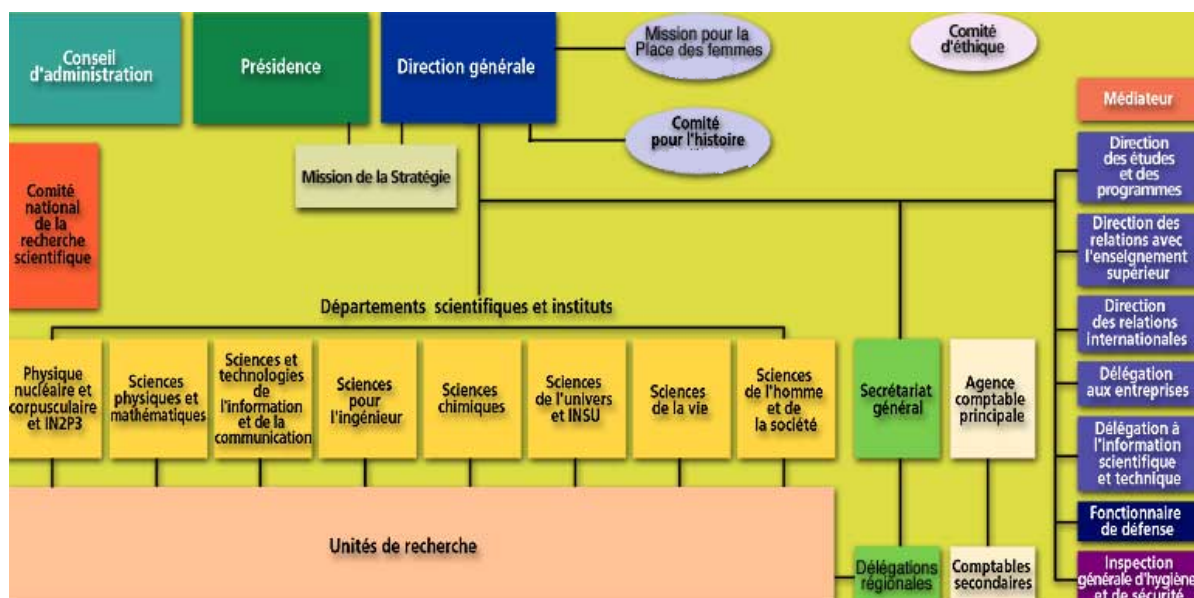 Conseil
d'administration
Présidence
Direction générale
Mission pour la
Place des femmes
Comité
d'éthique
Médiateur
Comité
pour l'histoire
Mission de la Stratégie
Comité
national
de la
recherche
scientifique
Direction
des études
et des
programmes
Direction des
relations avec
l'enseignement
supérieur
Direction
des relations
internationales
Délégation
aux entreprises
Délégation à
l'information
scientifique
et technique
Fonctionnaire
de défense
Inspection
générale d'hygiène
et de sécurité
Départements scientifiques et instituts
Physique
nucléaire et
corpusculaire
et IN2P3
Sciences
physiques et
mathématiques
Sciences et
technologies
de
l'information
et de la
communication
Sciences
pour
l'ingénieur
Sciences
chimiques
Sciences
de l'univers
et INSU
Sciences
de la vie
Sciences
de l'homme
et de
la société
Secrétariat
général
Agence
comptable
principale
Unités de recherche
Délégations
régionales
Comptables
secondaires